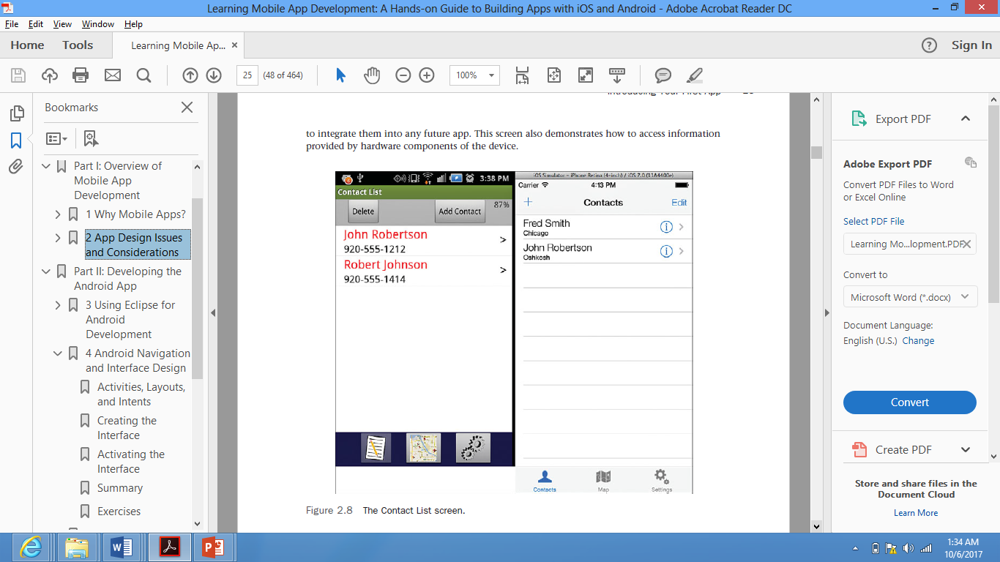 Learning Mobile App Development: A Hands-on Guide to Building Apps with iOS and Android - Adobe Acrobat Reader DC
File Edit View Window Help
Home Tools Learning Mobile Ap... × Sign In
25 (48 of 464) 100%
Bookmarks
Part I: Overview of
Mobile App
Development
1 Why Mobile Apps?
2 App Design Issues
and Considerations
Part II: Developing the
Android App
3 Using Eclipse for
Android
Development
4 Android Navigation
and Interface Design
Activities, Layouts,
and Intents
Creating the
Interface
Activating the
Interface
Summary
Exercises
to integrate them into any future app. This screen also demonstrates how to access information
provided by hardware components of the device.
3:38 PM
Contact List
Delete Add Contact 87%
John Robertson
920-555-1212
>
Robert Johnson
920-555-1414
>
iOS Simulator - iPhone Retina (4-inch) / iOS 7.0 (11A4400e)
Carrier 4:13 PM
+ Contacts Edit
Fred Smith
Chicago
John Robertson
Oshkosh
Contacts Map Settings
Figure 2.8 The Contact List screen.
Export PDF
Adobe Export PDF
Convert PDF Files to Word
or Excel Online
Select PDF File
Learning Mo...lopment.PDF
Convert to
Microsoft Word (*.docx)
Document Language:
English (U.S.) Change
Convert
Create PDF
Store and share files in the
Document Cloud
Learn More
1:34 AM
10/6/2017